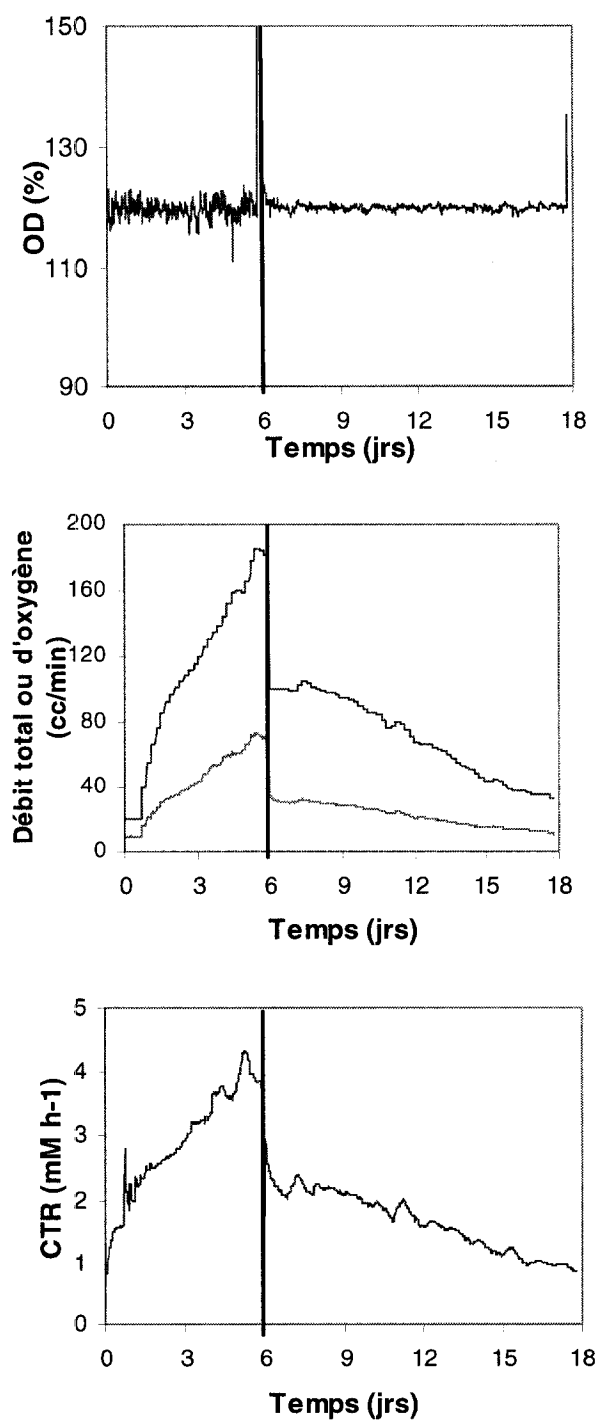 150
130
110
90
OD (%)
0 3 6 9 12 15 18
Temps (jrs)
200
160
120
80
40
0
Débit total ou d'oxygène
(cc/min)
0 3 6 9 12 15 18
Temps (jrs)
5
4
3
2
1
0
CTR (mM h-1)
0 3 6 9 12 15 18
Temps (jrs)